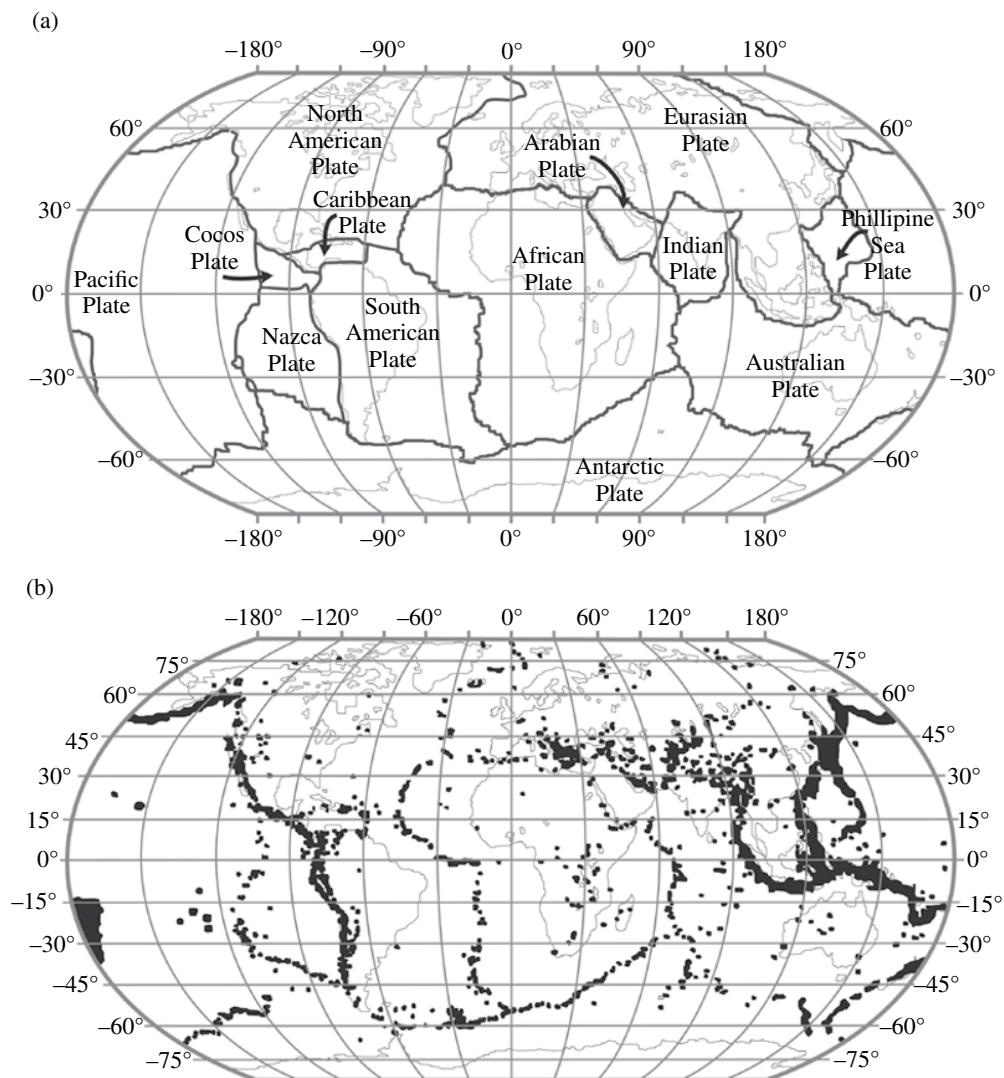 (a)
–180° –90° 0° 90° 180°
North
American
Plate
Eurasian
Plate
Arabian
Plate
60° 60°
Caribbean
Plate
30° 30°
Cocos
Plate
Phillipine
Sea
Plate
African
Plate
Indian
Plate
Pacific
Plate
0° 0°
South
American
Plate
Nazca
Plate
Australian
Plate
–30° –30°
–60° –60°
Antarctic
Plate
–180° –90° 0° 90° 180°
(b)
–180° –120° –60° 0° 60° 120° 180°
75° 75°
60° 60°
45° 45°
30° 30°
15° 15°
0° 0°
–15° –15°
–30° –30°
–45° –45°
–60° –60°
–75° –75°